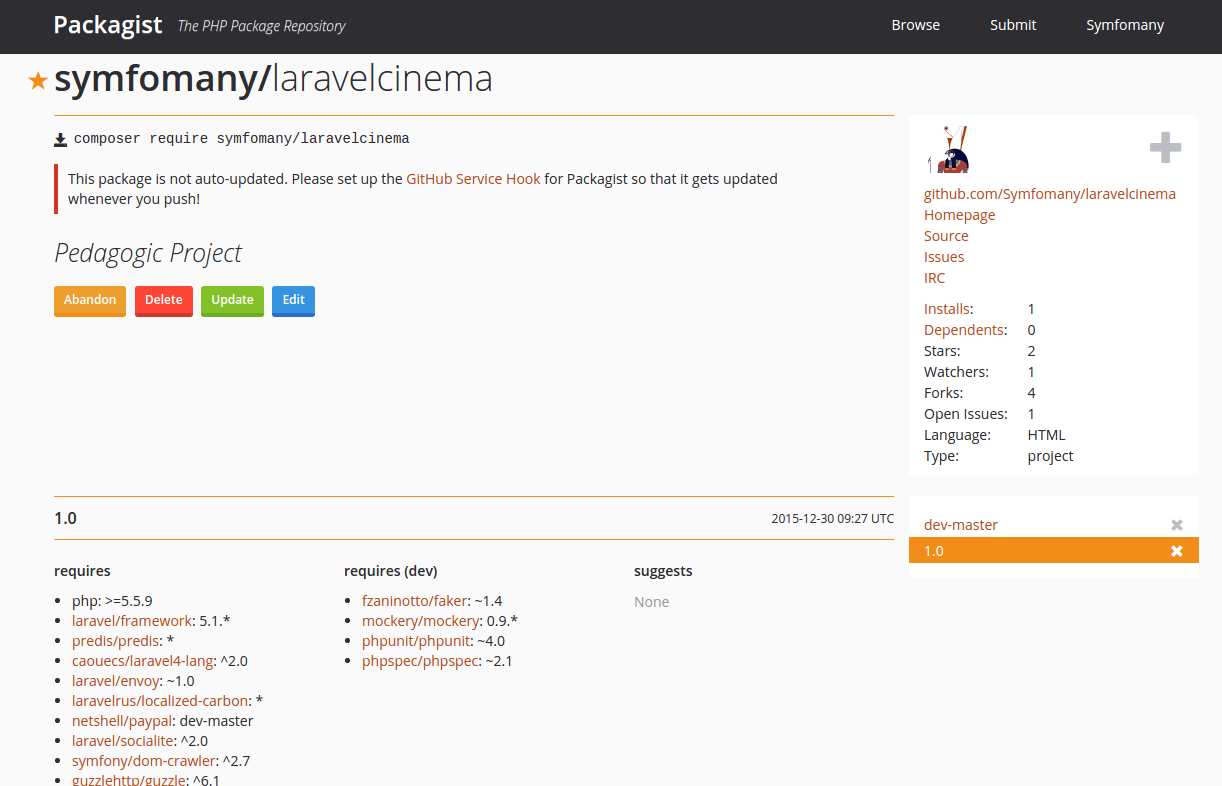 Packagist The PHP Package Repository Browse Submit Symfomany
symfomany/laravelcinema
composer require symfomany/laravelcinema
This package is not auto-updated. Please set up the GitHub Service Hook for Packagist so that it gets updated
whenever you push!
Pedagogic Project
Abandon Delete Update Edit
github.com/Symfomany/laravelcinema
Homepage
Source
Issues
IRC
Installs: 1
Dependents: 0
Stars: 2
Watchers: 1
Forks: 4
Open Issues: 1
Language: HTML
Type: project
1.0 2015-12-30 09:27 UTC
dev-master
1.0
requires
php: >=5.5.9
laravel/framework: 5.1.*
predis/predis: *
caouecs/laravel4-lang: ^2.0
laravel/envoy: ~1.0
laravelrus/localized-carbon: *
netshell/paypal: dev-master
laravel/socialite: ^2.0
symfony/dom-crawler: ^2.7
guzzlehttp/guzzle: ^6.1
requires (dev)
fzaninotto/faker: ~1.4
mockery/mockery: 0.9.*
phpunit/phpunit: ~4.0
phpspec/phpspec: ~2.1
suggests
None